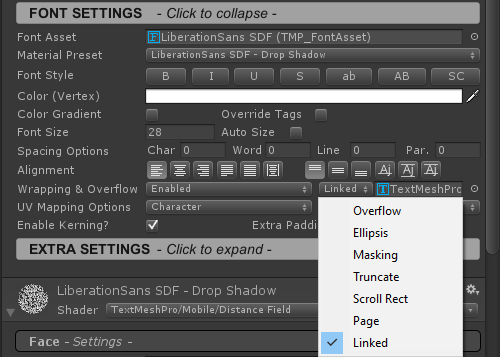 FONT SETTINGS - Click to collapse -
Font Asset LiberationSans SDF (TMP_FontAsset)
Material Preset LiberationSans SDF - Drop Shadow
Font Style B I U S ab AB SC
Color (Vertex)
Color Gradient Override Tags
Font Size 28 Auto Size
Spacing Options Char 0 Word 0 Line 0 Par. 0
Alignment
Wrapping & Overflow Enabled Linked TextMeshPro
UV Mapping Options Character
Enable Kerning? Extra Paddi
Overflow
Ellipsis
Masking
Truncate
Scroll Rect
Page
Linked
EXTRA SETTINGS - Click to expand -
LiberationSans SDF - Drop Shadow
Shader TextMeshPro/Mobile/Distance Field
Face - Settings -